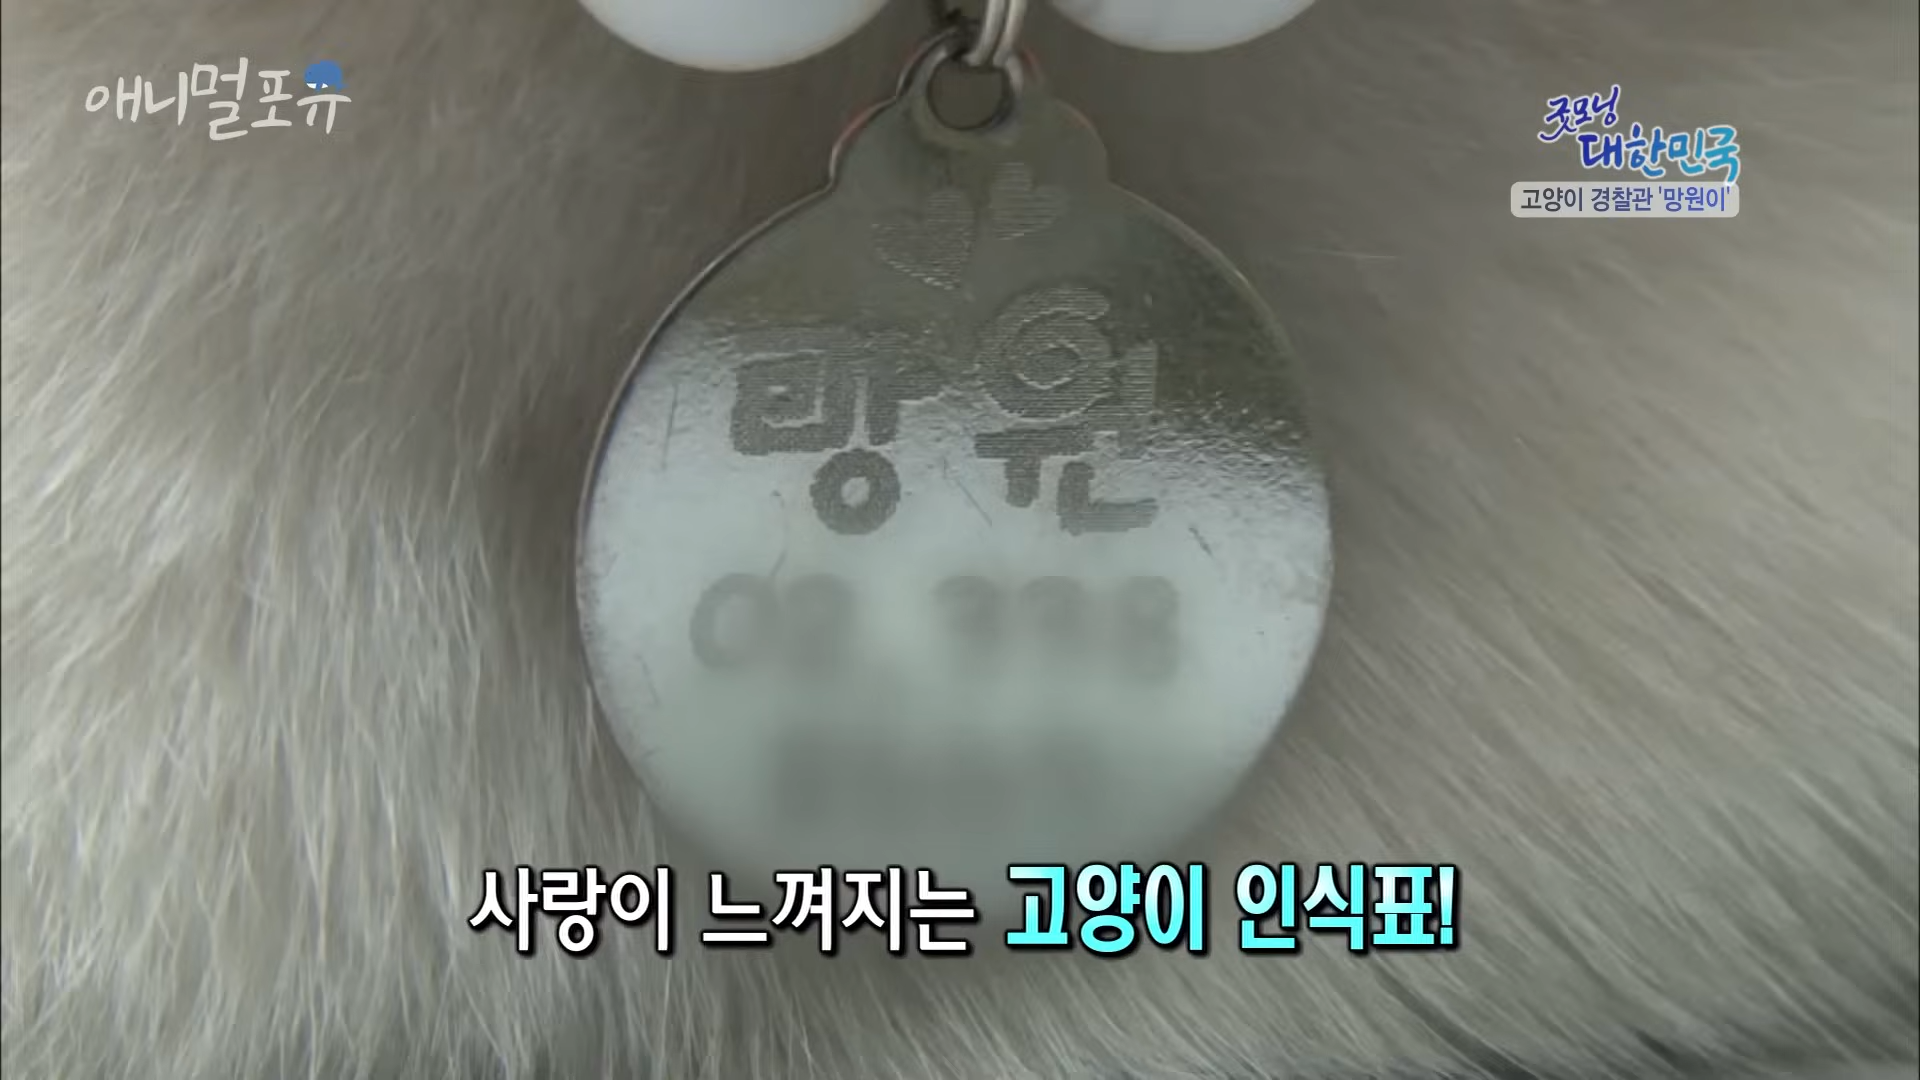 애니멀포유
굿모닝
대한민국
고양이 경찰관 '망원이'
망원
사랑이 느껴지는 고양이 인식표!